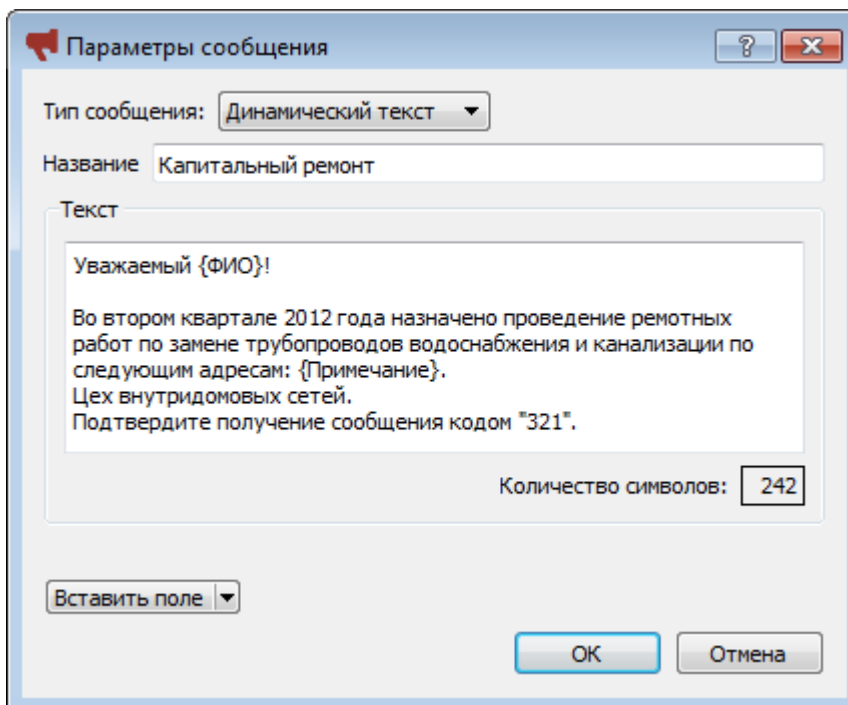 Параметры сообщения
?
Тип сообщения: Динамический текст
Название Капитальный ремонт
Текст
Уважаемый {ФИО}!
Во втором квартале 2012 года назначено проведение ремотных
работ по замене трубопроводов водоснабжения и канализации по
следующим адресам: {Примечание}.
Цех внутридомовых сетей.
Подтвердите получение сообщения кодом "321".
Количество символов: 242
Вставить поле
ОК Отмена